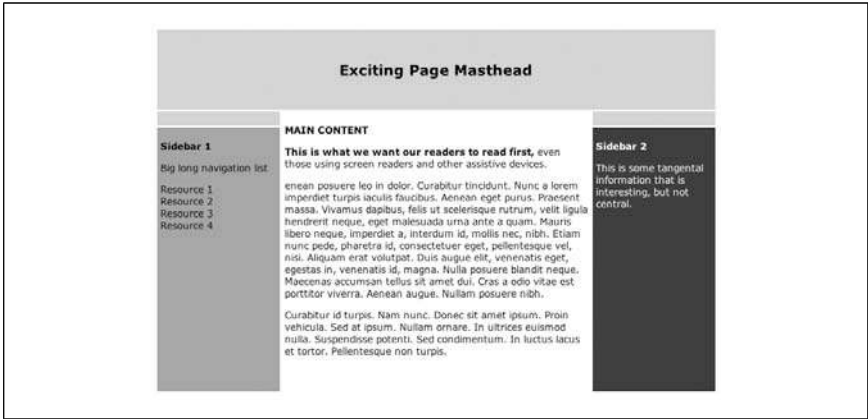 Exciting Page Masthead
Sidebar 1
Big long navigation list
Resource 1
Resource 2
Resource 3
Resource 4
MAIN CONTENT
This is what we want our readers to read first, even
those using screen readers and other assistive devices.
enean posuere leo in dolor. Curabitur tincidunt. Nunc a lorem
imperdiet turpis iaculis faucibus. Aenean eget purus. Praesent
massa. Vivamus dapibus, felis ut scelerisque rutrum, velit ligula
hendrerit neque, eget malesuada urna ante a quam. Mauris
libero neque, imperdiet a, interdum id, mollis nec, nibh. Etiam
nunc pede, pharetra id, consectetuer eget, pellentesque vel,
nisi. Aliquam erat volutpat. Duis augue elit, venenatis eget,
egestas in, venenatis id, magna. Nulla posuere blandit neque.
Maecenas accumsan tellus sit amet dui. Cras a odio vitae est
porttitor viverra. Aenean augue. Nullam posuere nibh.
Curabitur id turpis. Nam nunc. Donec sit amet ipsum. Proin
vehicula. Sed at ipsum. Nullam ornare. In ultrices euismod
nulla. Suspendisse potenti. Sed condimentum. In luctus lacus
et tortor. Pellentesque non turpis.
Sidebar 2
This is some tangental
information that is
interesting, but not
central.